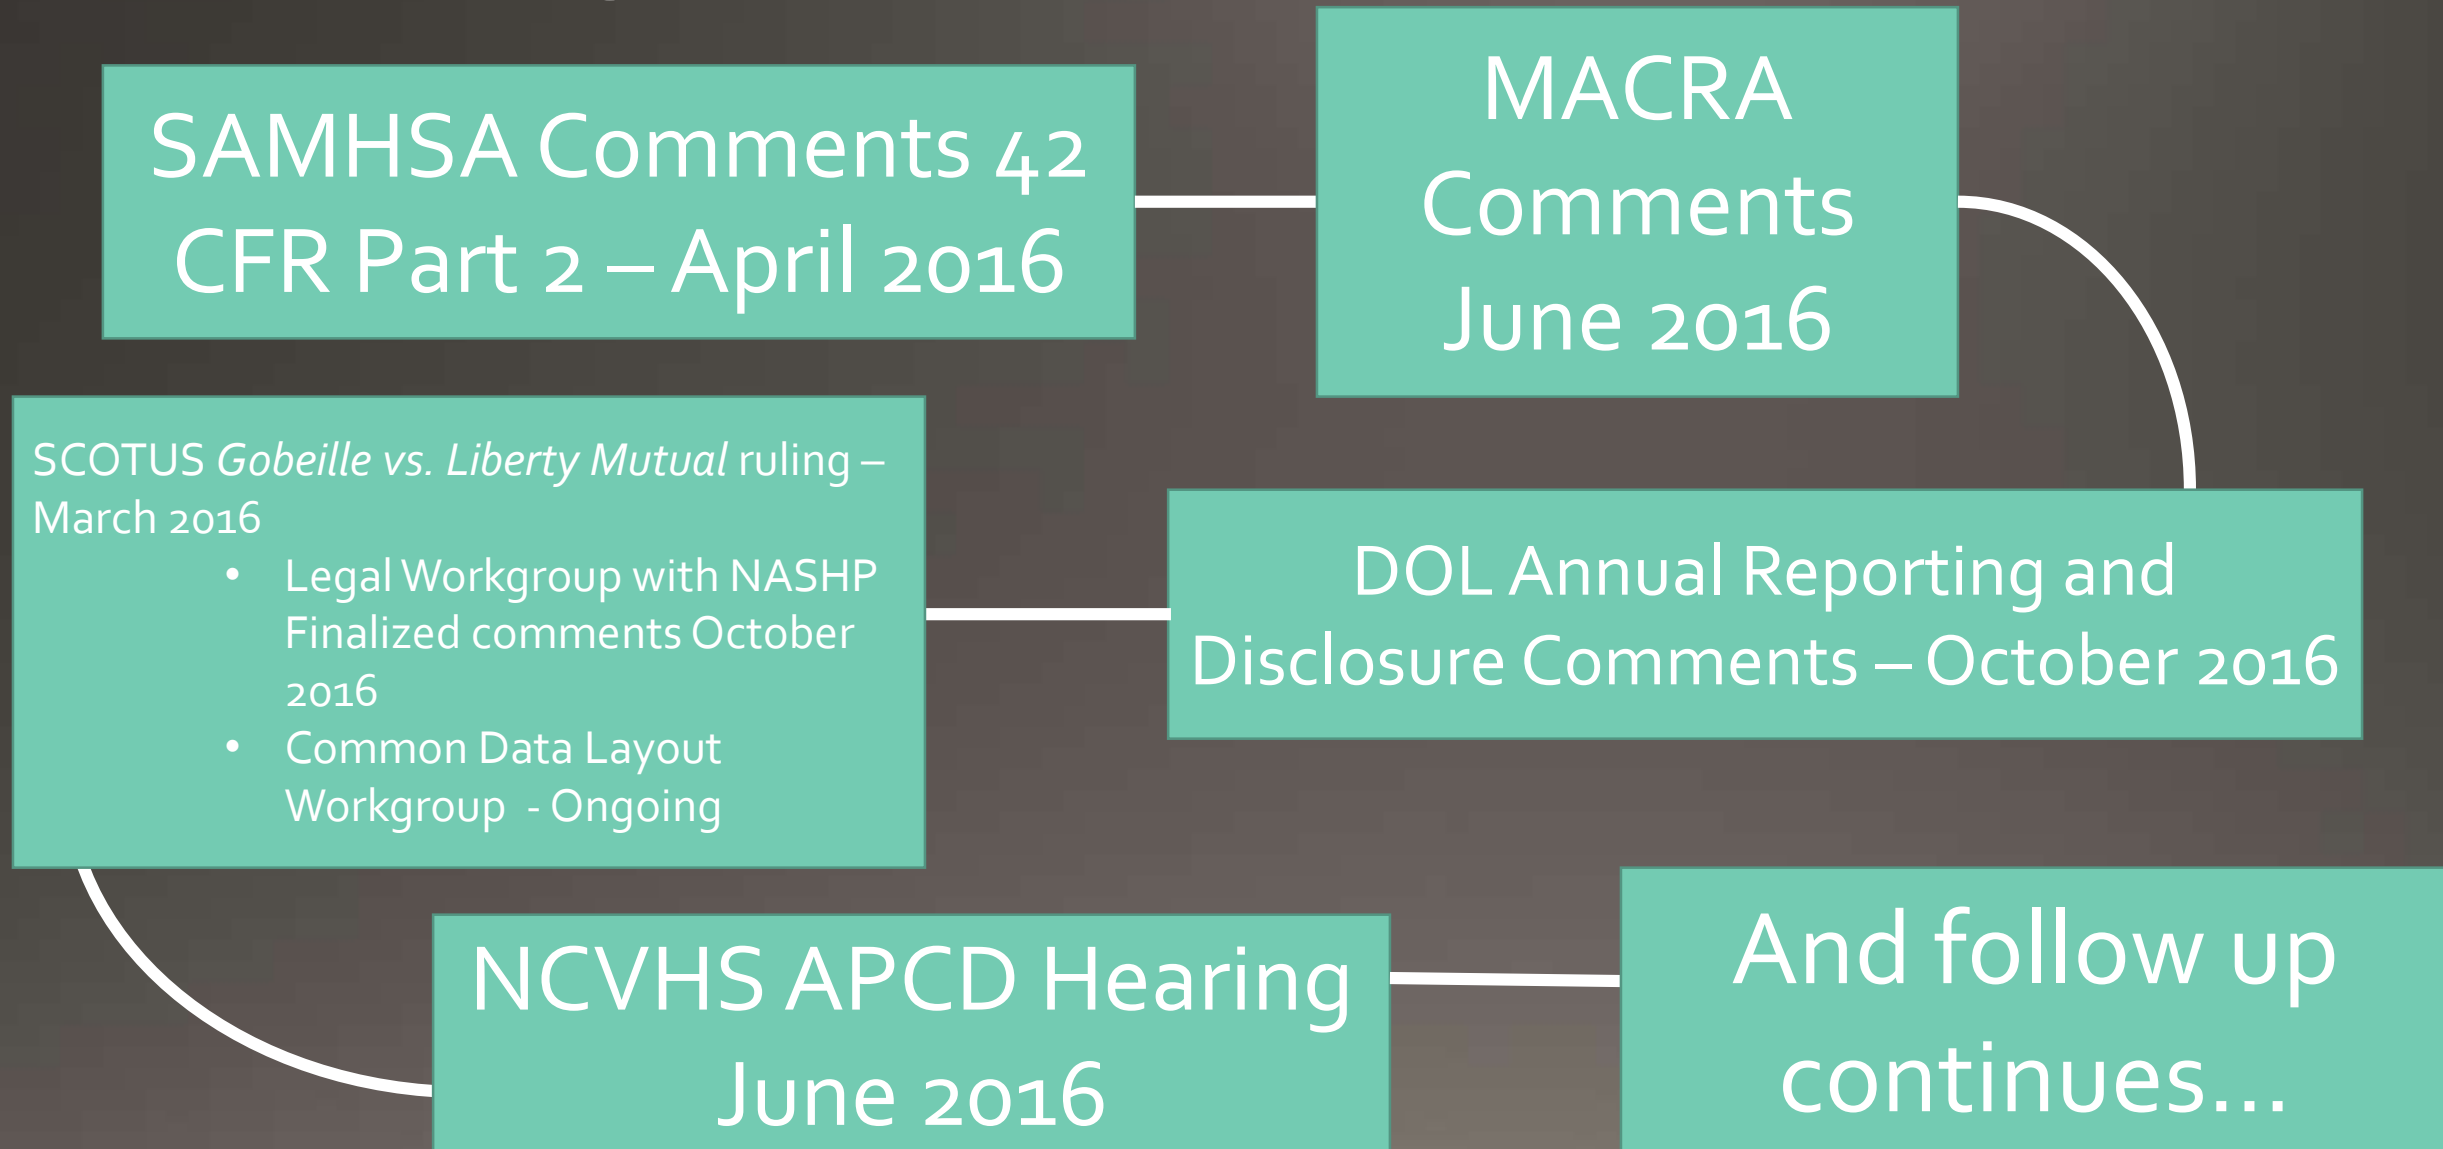 SAMHSA Comments 42
CFR Part 2 – April 2016
MACRA
Comments
June 2016
SCOTUS Gobeille vs. Liberty Mutual ruling –
March 2016
• Legal Workgroup with NASHP
Finalized comments October
2016
• Common Data Layout
Workgroup - Ongoing
DOL Annual Reporting and
Disclosure Comments – October 2016
NCVHS APCD Hearing
June 2016
And follow up
continues…